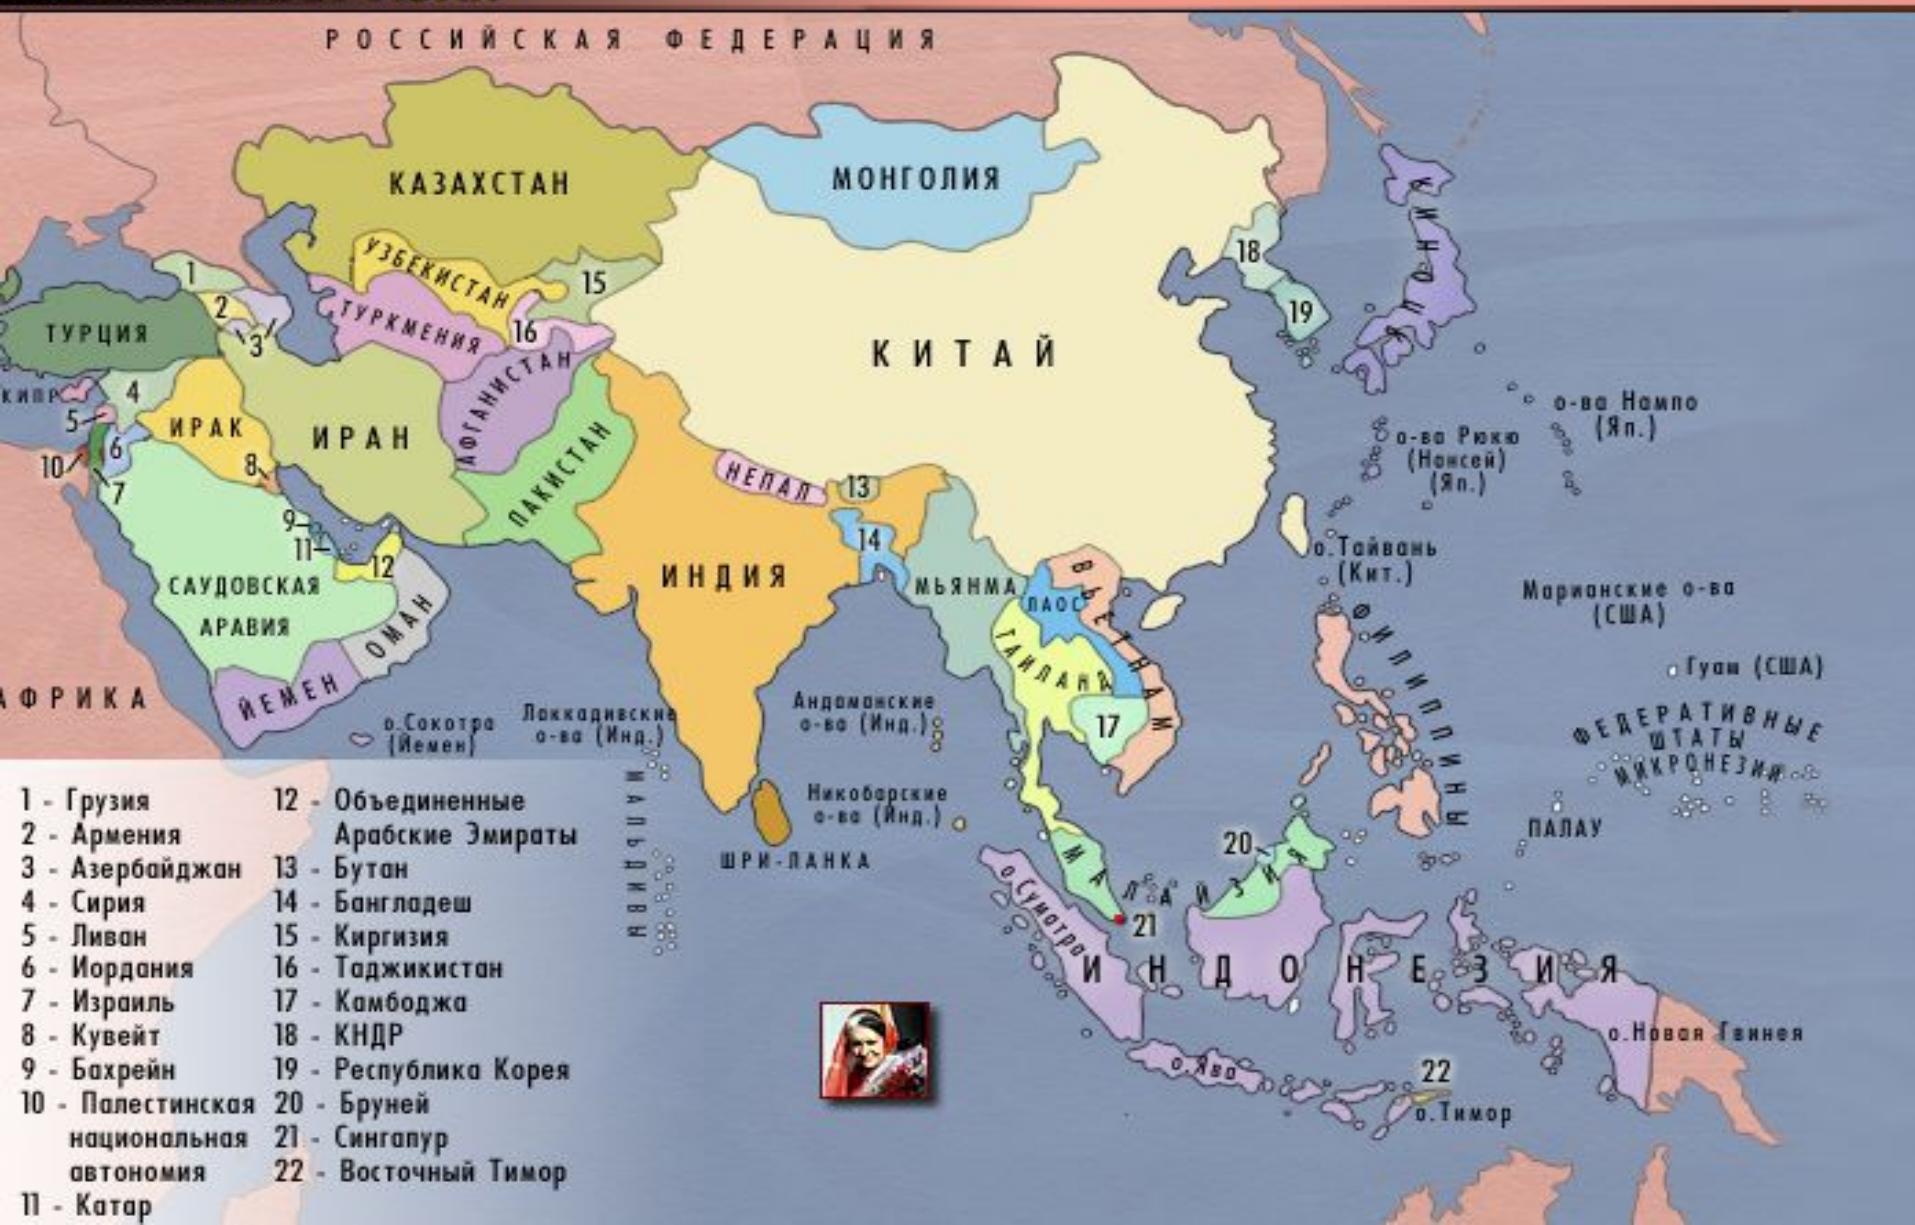 РОССИЙСКАЯ ФЕДЕРАЦИЯ
КАЗАХСТАН
МОНГОЛИЯ
УЗБЕКИСТАН
ТУРКМЕНИЯ
1
2
3
15
16
18
19
ЯПОНИЯ
ТУРЦИЯ
КИТАЙ
КИПР
4
5
6
7
8
10
ИРАК
ИРАН
АФГАНИСТАН
ПАКИСТАН
НЕПАЛ
13
14
о-ва Нампо
(Яп.)
о-ва Рюкю
(Нансей)
(Яп.)
9
11
12
САУДОВСКАЯ
АРАВИЯ
ОМАН
ЙЕМЕН
ИНДИЯ
МЬЯНМА
ЛАОС
ВЬЕТНАМ
ТАИЛАНД
17
о.Тайвань
(Кит.)
ФИЛИППИНЫ
Марианские о-ва
(США)
Гуам (США)
ФЕДЕРАТИВНЫЕ
ШТАТЫ
МИКРОНЕЗИИ
ПАЛАУ
АФРИКА
о.Сокотра
(Йемен)
Лаккадивские
о-ва (Инд.)
Андаманские
о-ва (Инд.)
Никобарские
о-ва (Инд.)
МАЛЬДИВЫ
ШРИ-ЛАНКА
МАЛАЙЗИЯ
20
21
о.Суматра
ИНДОНЕЗИЯ
о.Новая Гвинея
о.Ява
22
о.Тимор
1 - Грузия
2 - Армения
3 - Азербайджан
4 - Сирия
5 - Ливан
6 - Иордания
7 - Израиль
8 - Кувейт
9 - Бахрейн
10 - Палестинская
национальная
автономия
11 - Катар
12 - Объединенные
Арабские Эмираты
13 - Бутан
14 - Бангладеш
15 - Киргизия
16 - Таджикистан
17 - Камбоджа
18 - КНДР
19 - Республика Корея
20 - Бруней
21 - Сингапур
22 - Восточный Тимор